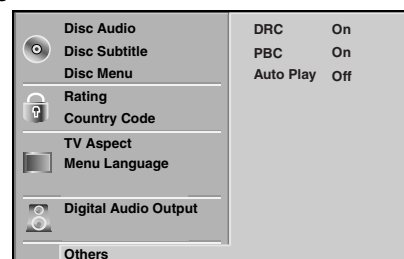 Disc Audio
Disc Subtitle
Disc Menu
Rating
Country Code
TV Aspect
Menu Language
Digital Audio Output
Others
DRC On
PBC On
Auto Play Off